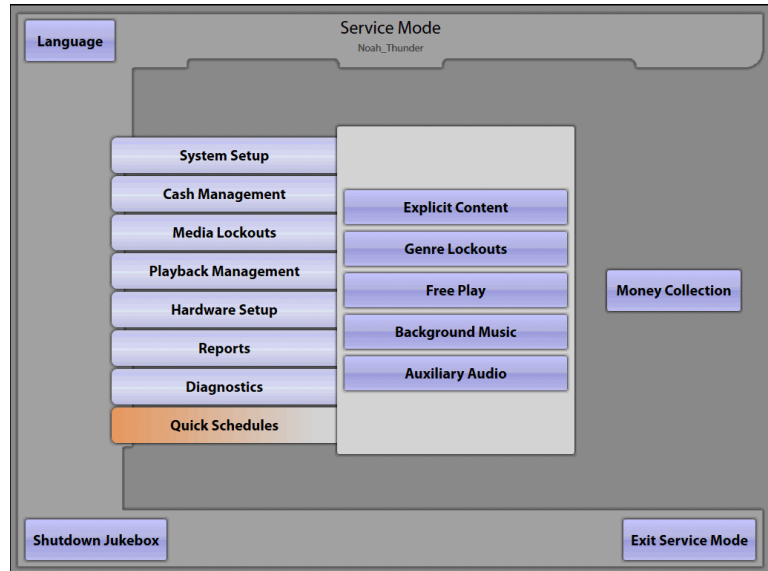 Language
Service Mode
Noah_Thunder
System Setup
Cash Management
Media Lockouts
Playback Management
Hardware Setup
Reports
Diagnostics
Quick Schedules
Explicit Content
Genre Lockouts
Free Play
Background Music
Auxiliary Audio
Money Collection
Shutdown Jukebox
Exit Service Mode